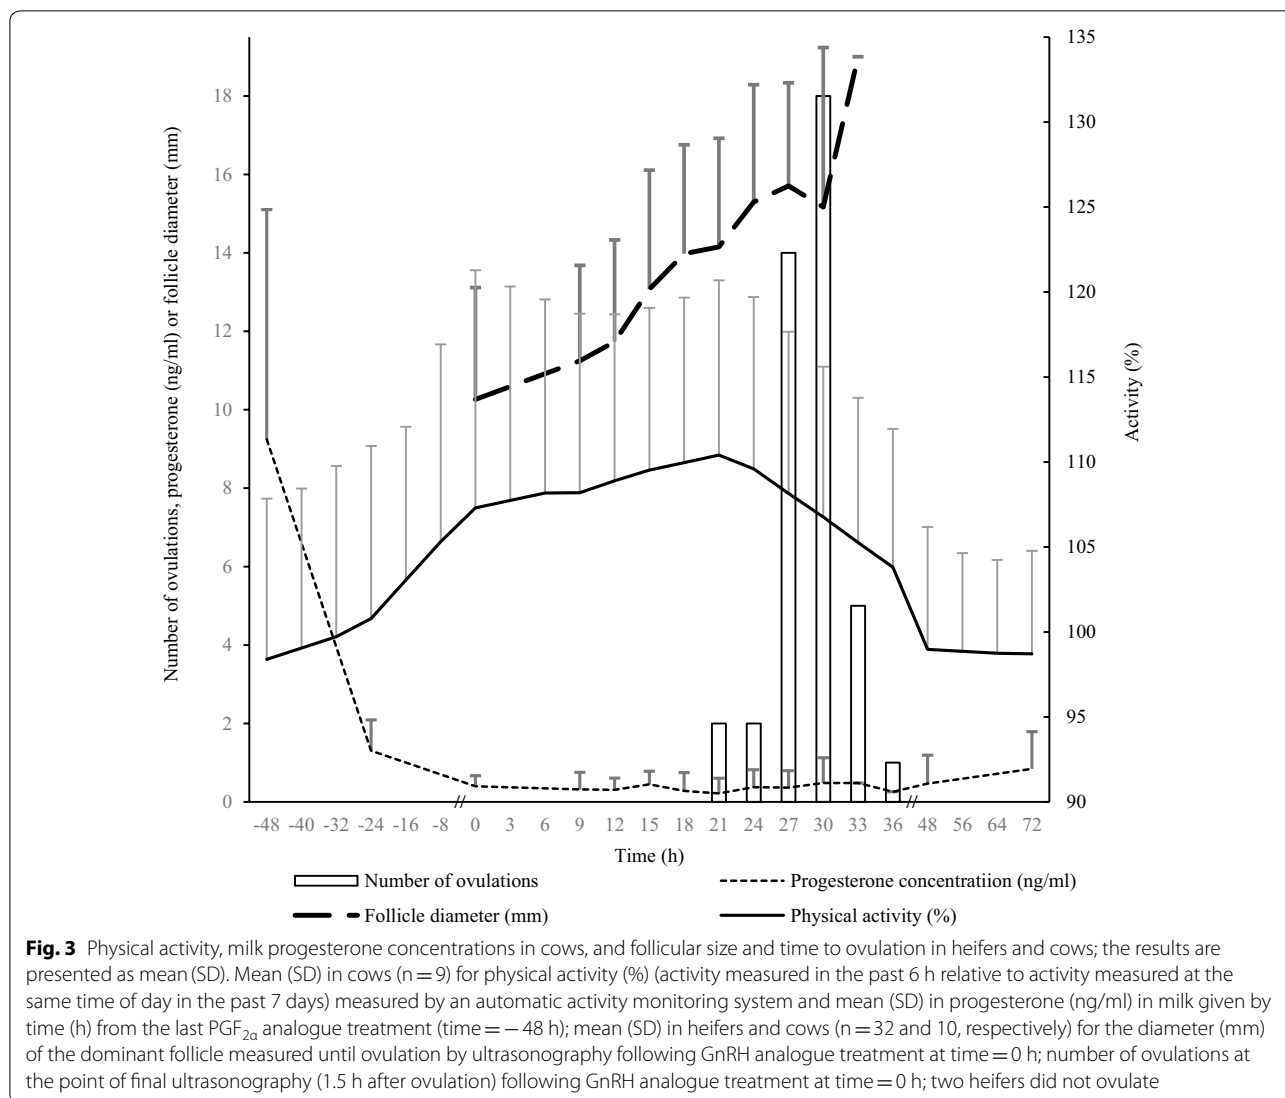 135
18
130
16
125
14
120
12
10
115
8
110
6
105
4
100
2
95
0
90
Number of ovulations, progesterone (ng/ml) or follicle diameter (mm)
Activity (%)
-48 -40 -32 -24 -16 -8 // 0 3 6 9 12 15 18 21 24 27 30 33 36 // 48 56 64 72
Time (h)
Number of ovulations
Progesterone concentratiion (ng/ml)
Follicle diameter (mm)
Physical activity (%)
Fig. 3 Physical activity, milk progesterone concentrations in cows, and follicular size and time to ovulation in heifers and cows; the results are
presented as mean (SD). Mean (SD) in cows (n = 9) for physical activity (%) (activity measured in the past 6 h relative to activity measured at the
same time of day in the past 7 days) measured by an automatic activity monitoring system and mean (SD) in progesterone (ng/ml) in milk given by
time (h) from the last PGF2α analogue treatment (time = − 48 h); mean (SD) in heifers and cows (n = 32 and 10, respectively) for the diameter (mm)
of the dominant follicle measured until ovulation by ultrasonography following GnRH analogue treatment at time = 0 h; number of ovulations at
the point of final ultrasonography (1.5 h after ovulation) following GnRH analogue treatment at time = 0 h; two heifers did not ovulate